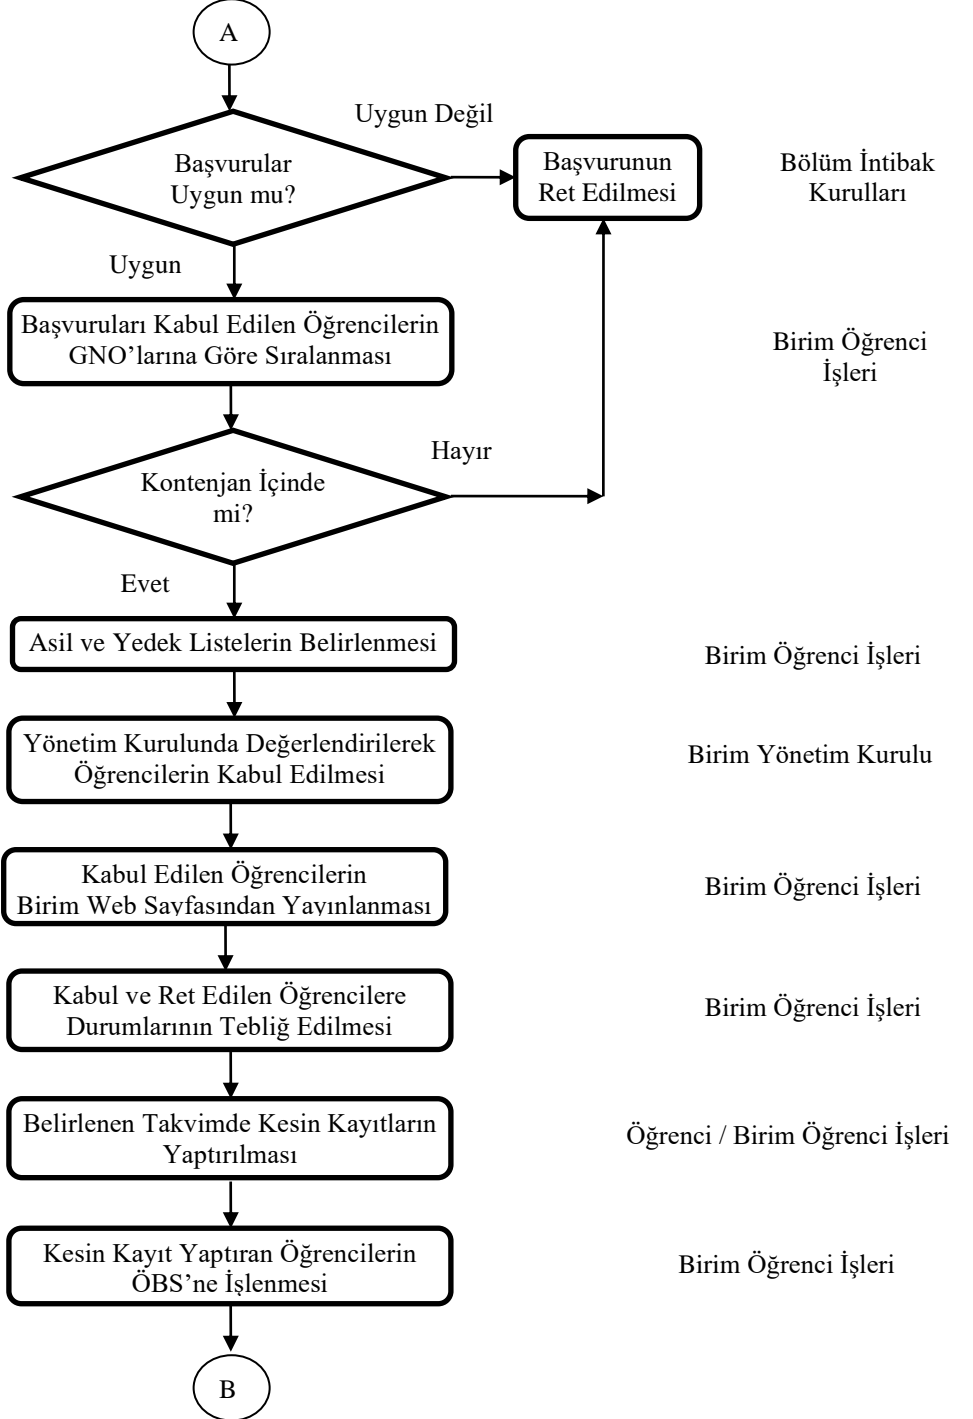 A
Uygun Değil
Başvurular
Uygun mu?
Başvurunun
Ret Edilmesi
Bölüm İntibak
Kurulları
Uygun
Başvuruları Kabul Edilen Öğrencilerin
GNO’larına Göre Sıralanması
Birim Öğrenci
İşleri
Hayır
Kontenjan İçinde
mi?
Evet
Asil ve Yedek Listelerin Belirlenmesi
Birim Öğrenci İşleri
Yönetim Kurulunda Değerlendirilerek
Öğrencilerin Kabul Edilmesi
Birim Yönetim Kurulu
Kabul Edilen Öğrencilerin
Birim Web Sayfasından Yayınlanması
Birim Öğrenci İşleri
Kabul ve Ret Edilen Öğrencilere
Durumlarının Tebliğ Edilmesi
Birim Öğrenci İşleri
Belirlenen Takvimde Kesin Kayıtların
Yaptırılması
Öğrenci / Birim Öğrenci İşleri
Kesin Kayıt Yaptıran Öğrencilerin
ÖBS’ne İşlenmesi
Birim Öğrenci İşleri
B